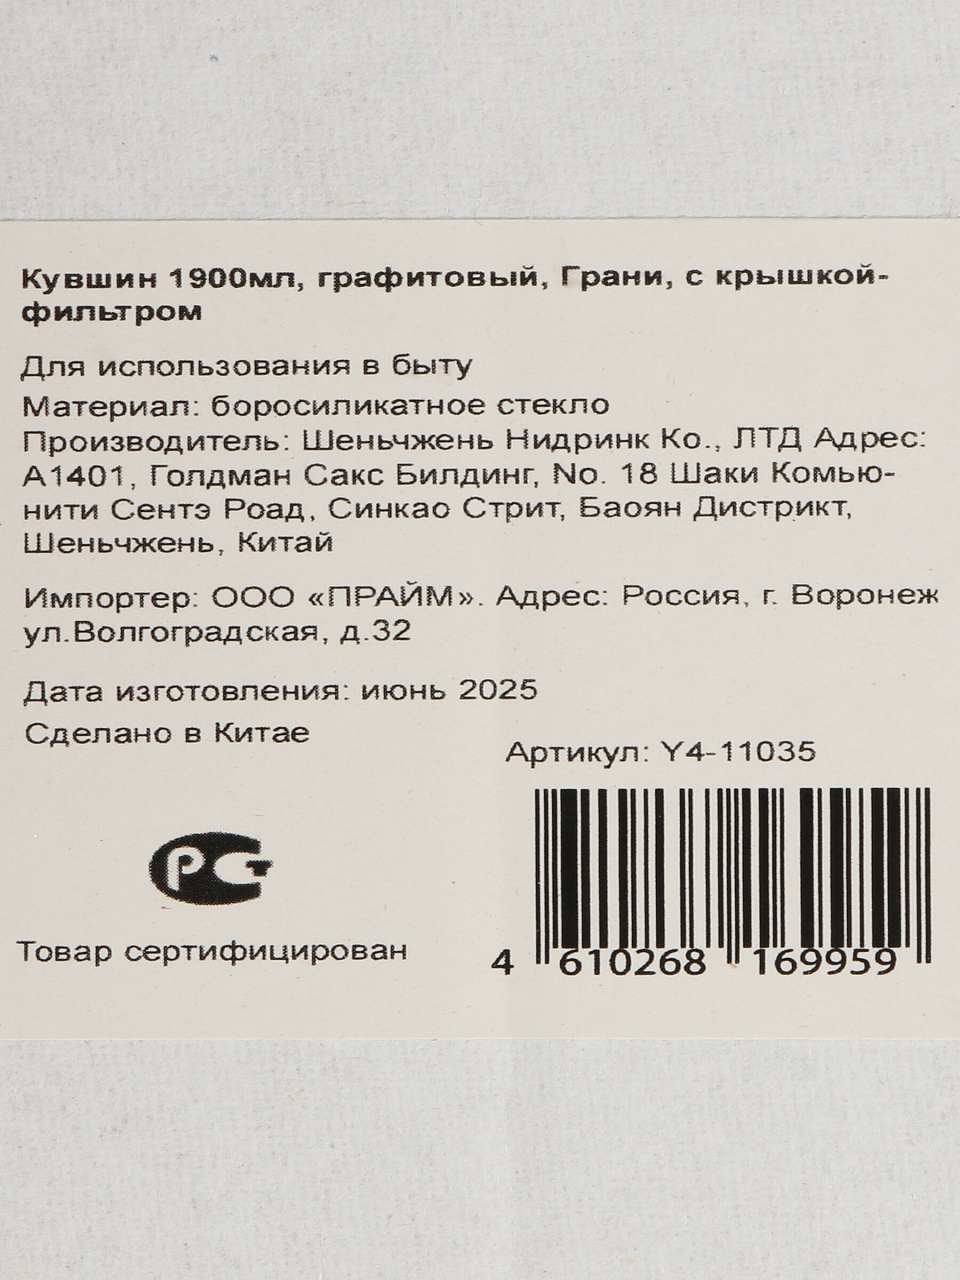 Кувшин 1900мл, графитовый, Грани, с крышкой-
фильтром
Для использования в быту
Материал: боросиликатное стекло
Производитель: Шеньчжень Нидринк Ко., ЛТД Адрес:
А1401, Голдман Сакс Билдинг, No. 18 Шаки Комью-
нити Сентэ Роад, Синкао Стрит, Баоян Дистрикт,
Шеньчжень, Китай
Импортер: ООО «ПРАЙМ». Адрес: Россия, г. Воронеж
ул.Волгоградская, д.32
Дата изготовления: июнь 2025
Сделано в Китае
Артикул: Y4-11035
РСТ
Товар сертифицирован
4 610268 169959